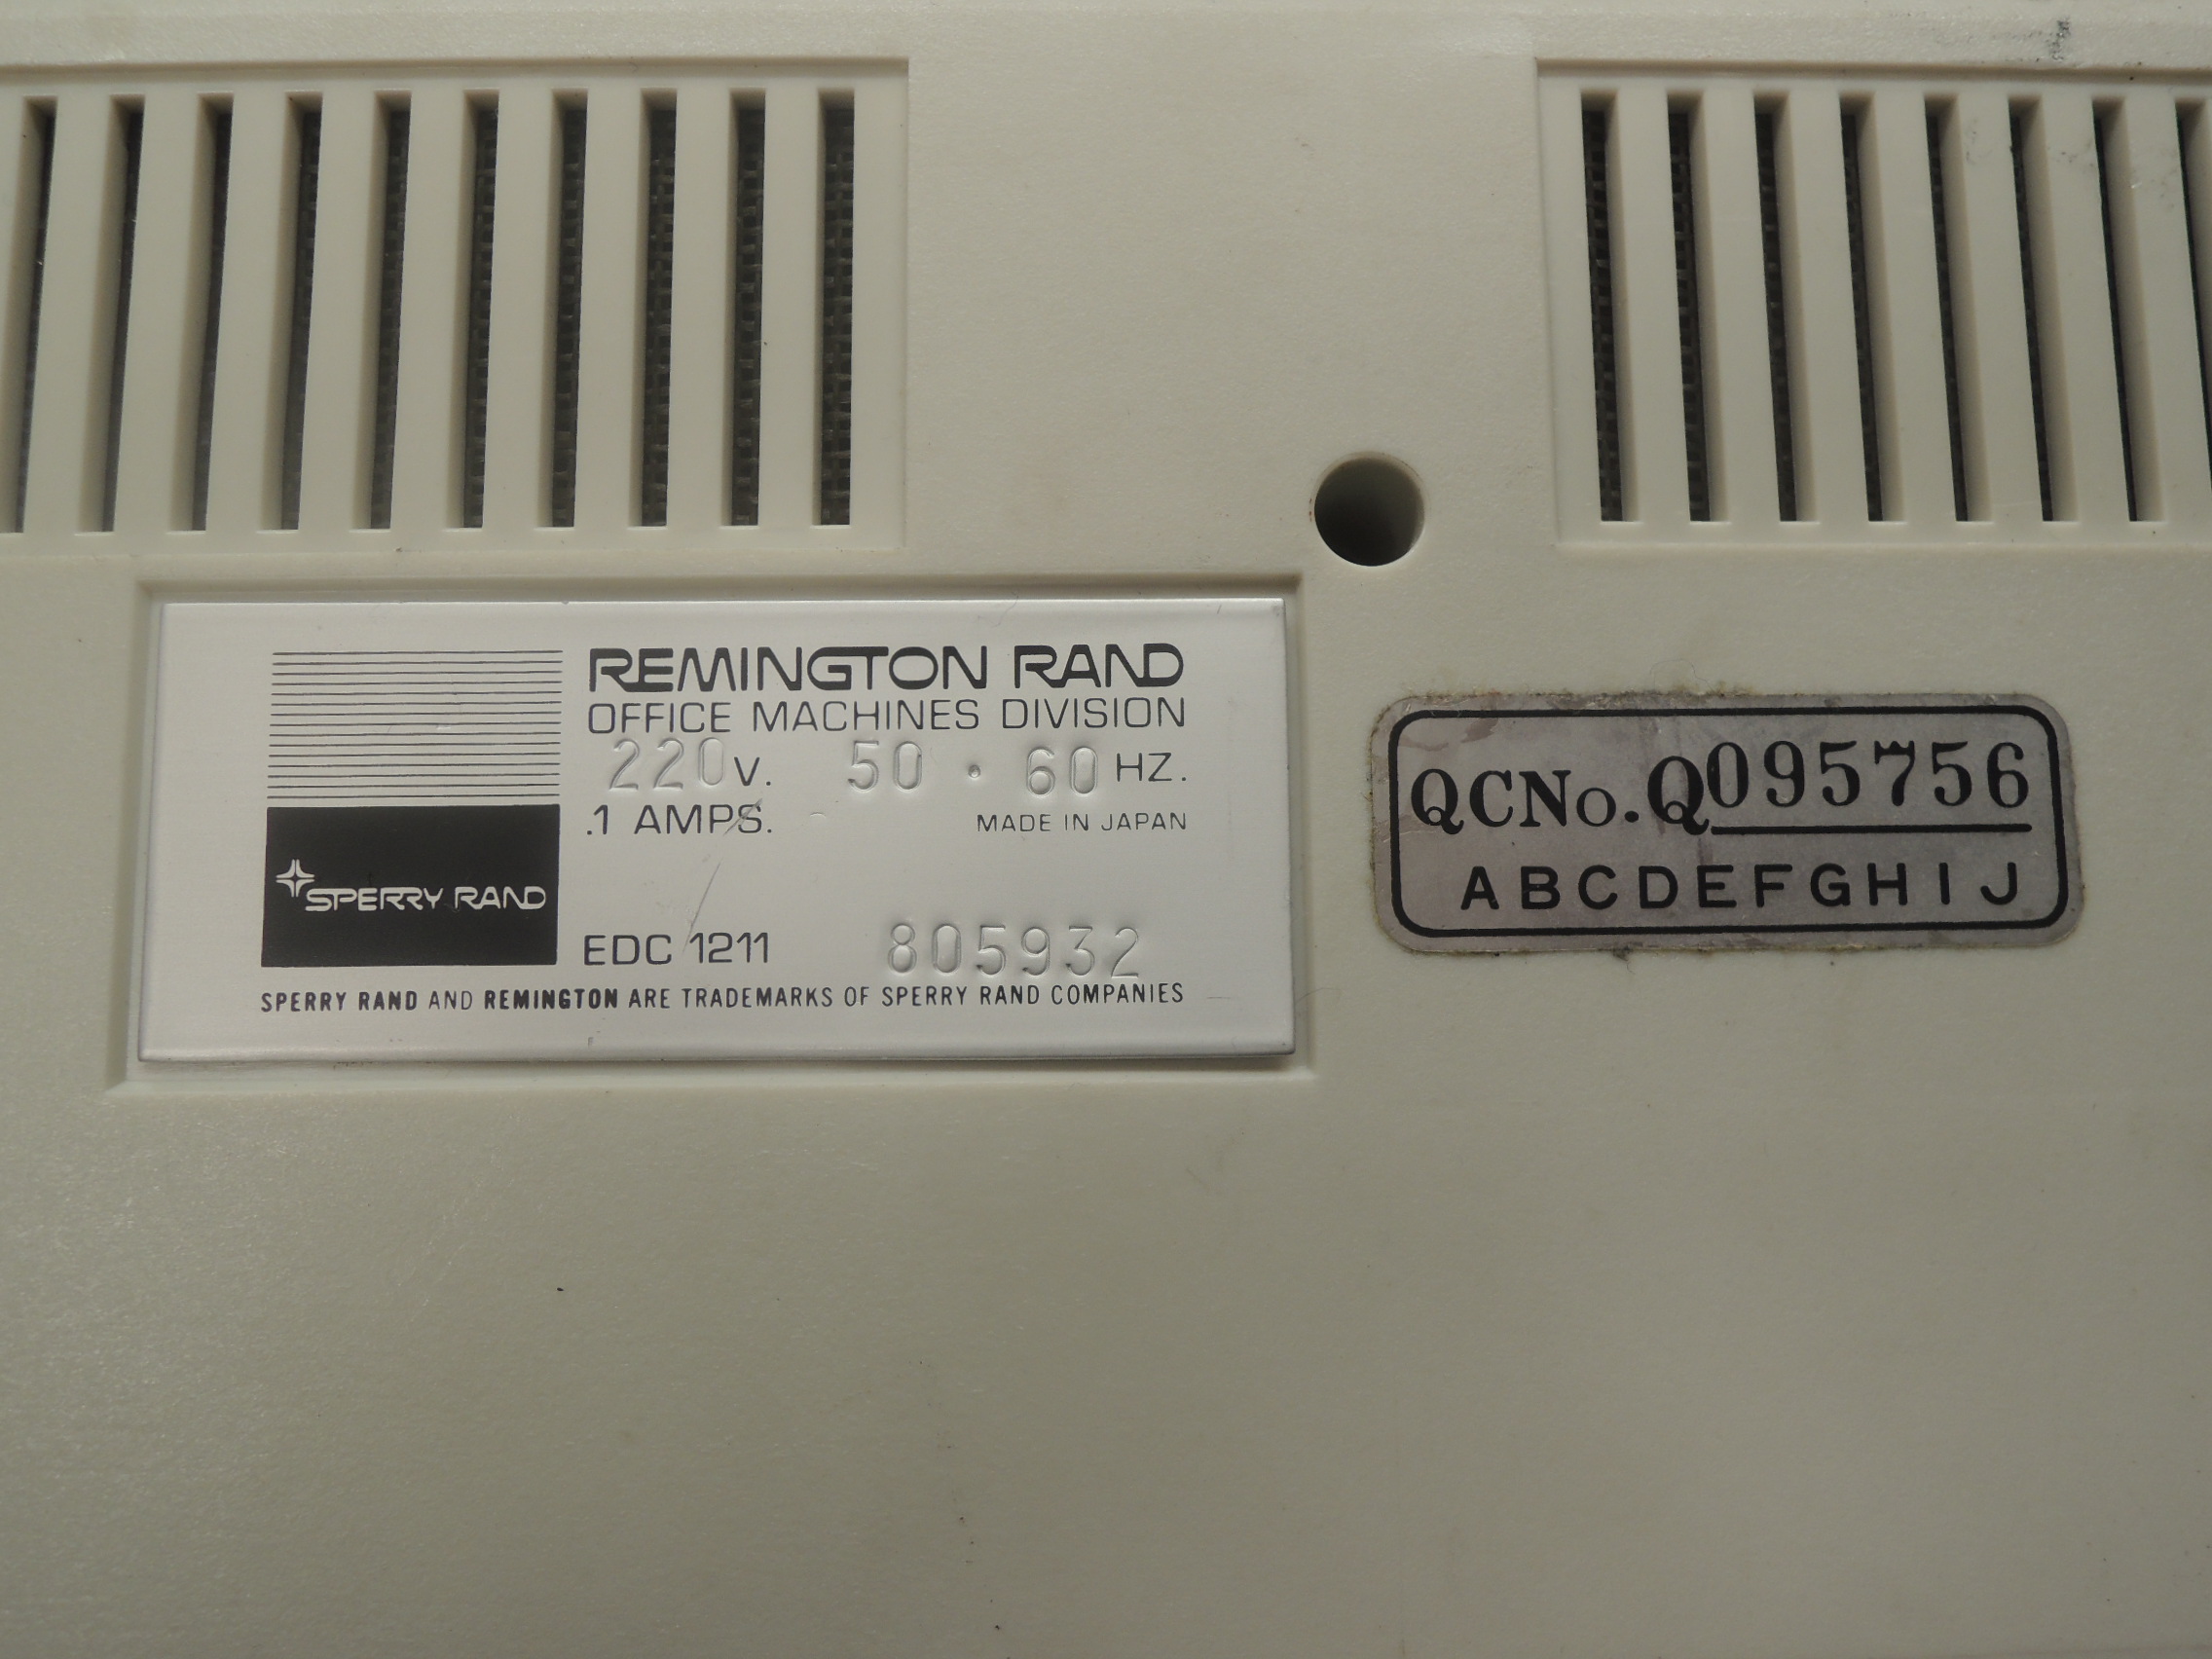 REMINGTON RAND
OFFICE MACHINES DIVISION
220 V. 50 · 60 HZ.
.1 AMPS. MADE IN JAPAN
SPERRY RAND
EDC 1211 805932
SPERRY RAND AND REMINGTON ARE TRADEMARKS OF SPERRY RAND COMPANIES
QCNo. Q095756
ABCDEFGHIJ